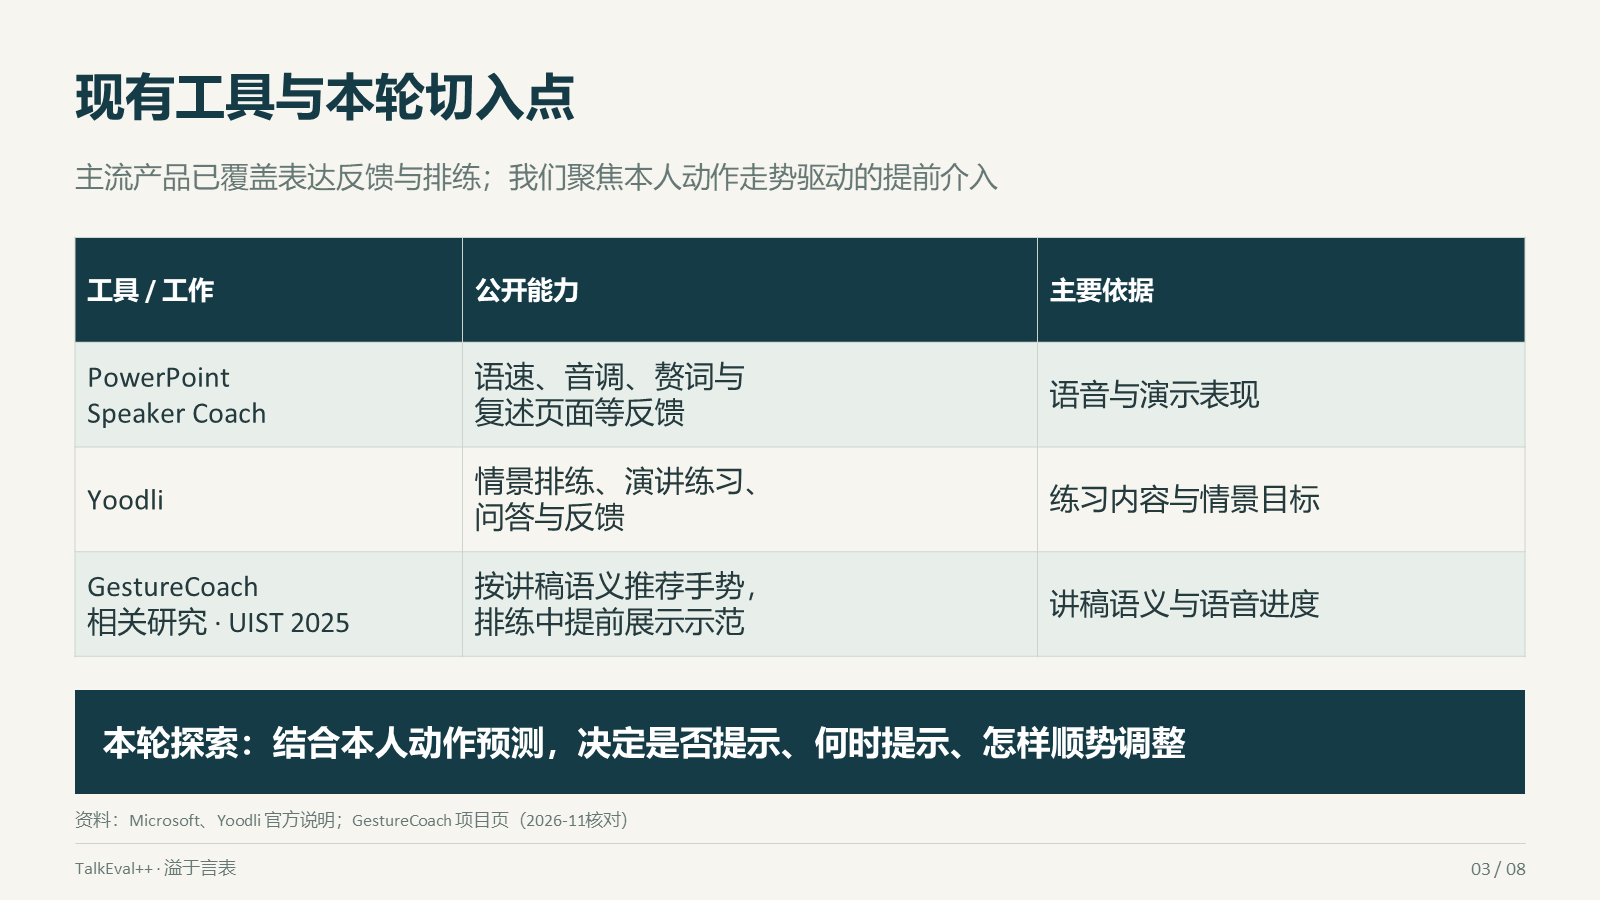 现有工具与本轮切入点
主流产品已覆盖表达反馈与排练；我们聚焦本人动作走势驱动的提前介入
工具 / 工作
公开能力
主要依据
PowerPoint
Speaker Coach
语速、音调、赘词与
复述页面等反馈
语音与演示表现
Yoodli
情景排练、演讲练习、
问答与反馈
练习内容与情景目标
GestureCoach
相关研究 · UIST 2025
按讲稿语义推荐手势，
排练中提前展示示范
讲稿语义与语音进度
本轮探索：结合本人动作预测，决定是否提示、何时提示、怎样顺势调整
资料：Microsoft、Yoodli 官方说明；GestureCoach 项目页（2026-11核对）
TalkEval++ · 溢于言表
03 / 08